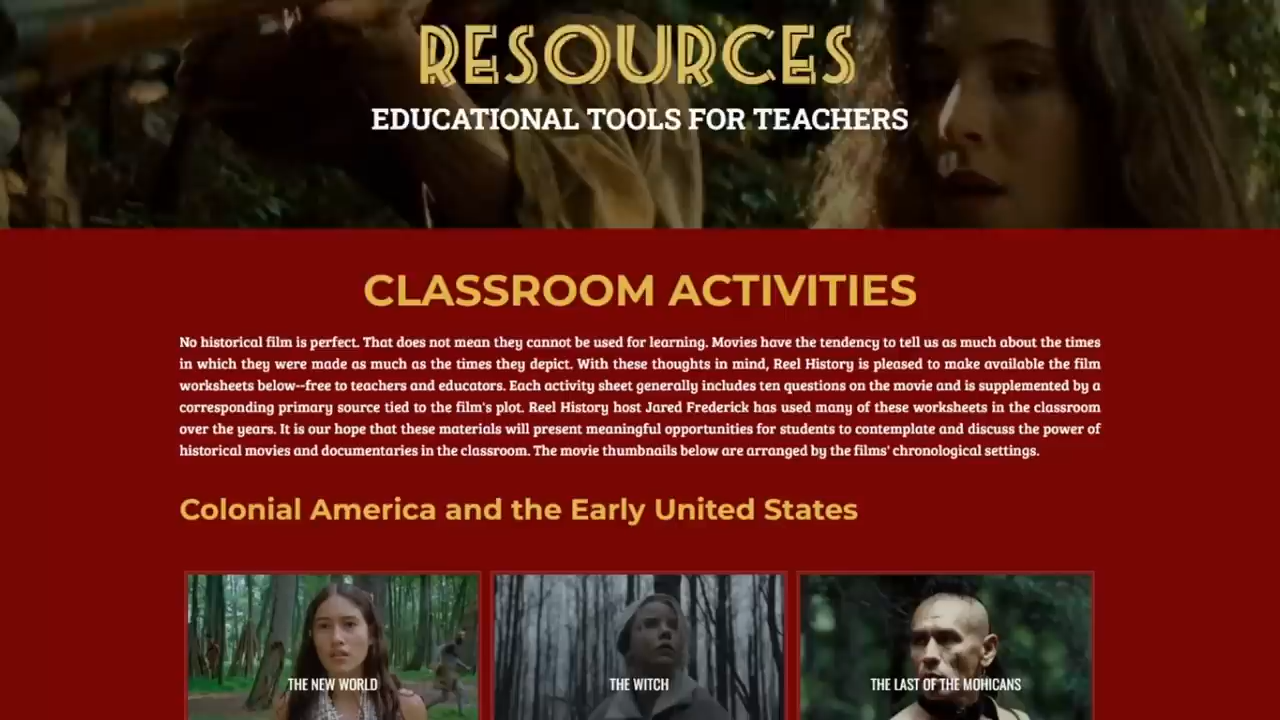 RESOURCES
EDUCATIONAL TOOLS FOR TEACHERS
CLASSROOM ACTIVITIES
No historical film is perfect. That does not mean they cannot be used for learning. Movies have the tendency to tell us as much about the times
in which they were made as much as the times they depict. With these thoughts in mind, Reel History is pleased to make available the film
worksheets below--free to teachers and educators. Each activity sheet generally includes ten questions on the movie and is supplemented by a
corresponding primary source tied to the film's plot. Reel History host Jared Frederick has used many of these worksheets in the classroom
over the years. It is our hope that these materials will present meaningful opportunities for students to contemplate and discuss the power of
historical movies and documentaries in the classroom. The movie thumbnails below are arranged by the films' chronological settings.
Colonial America and the Early United States
THE NEW WORLD
THE WITCH
THE LAST OF THE MOHICANS